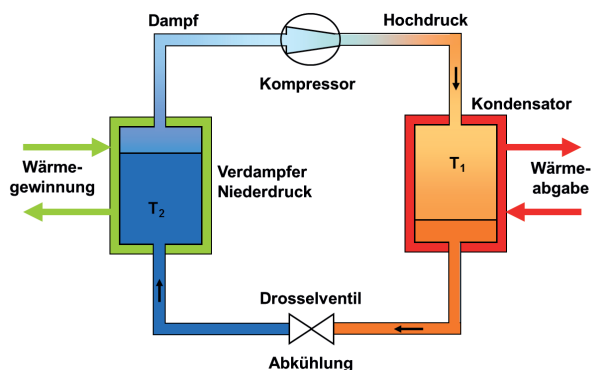 Dampf
Hochdruck
Kompressor
Kondensator
Wärme-
gewinnung
Verdampfer
Niederdruck
T2
T1
Wärme-
abgabe
Drosselventil
Abkühlung